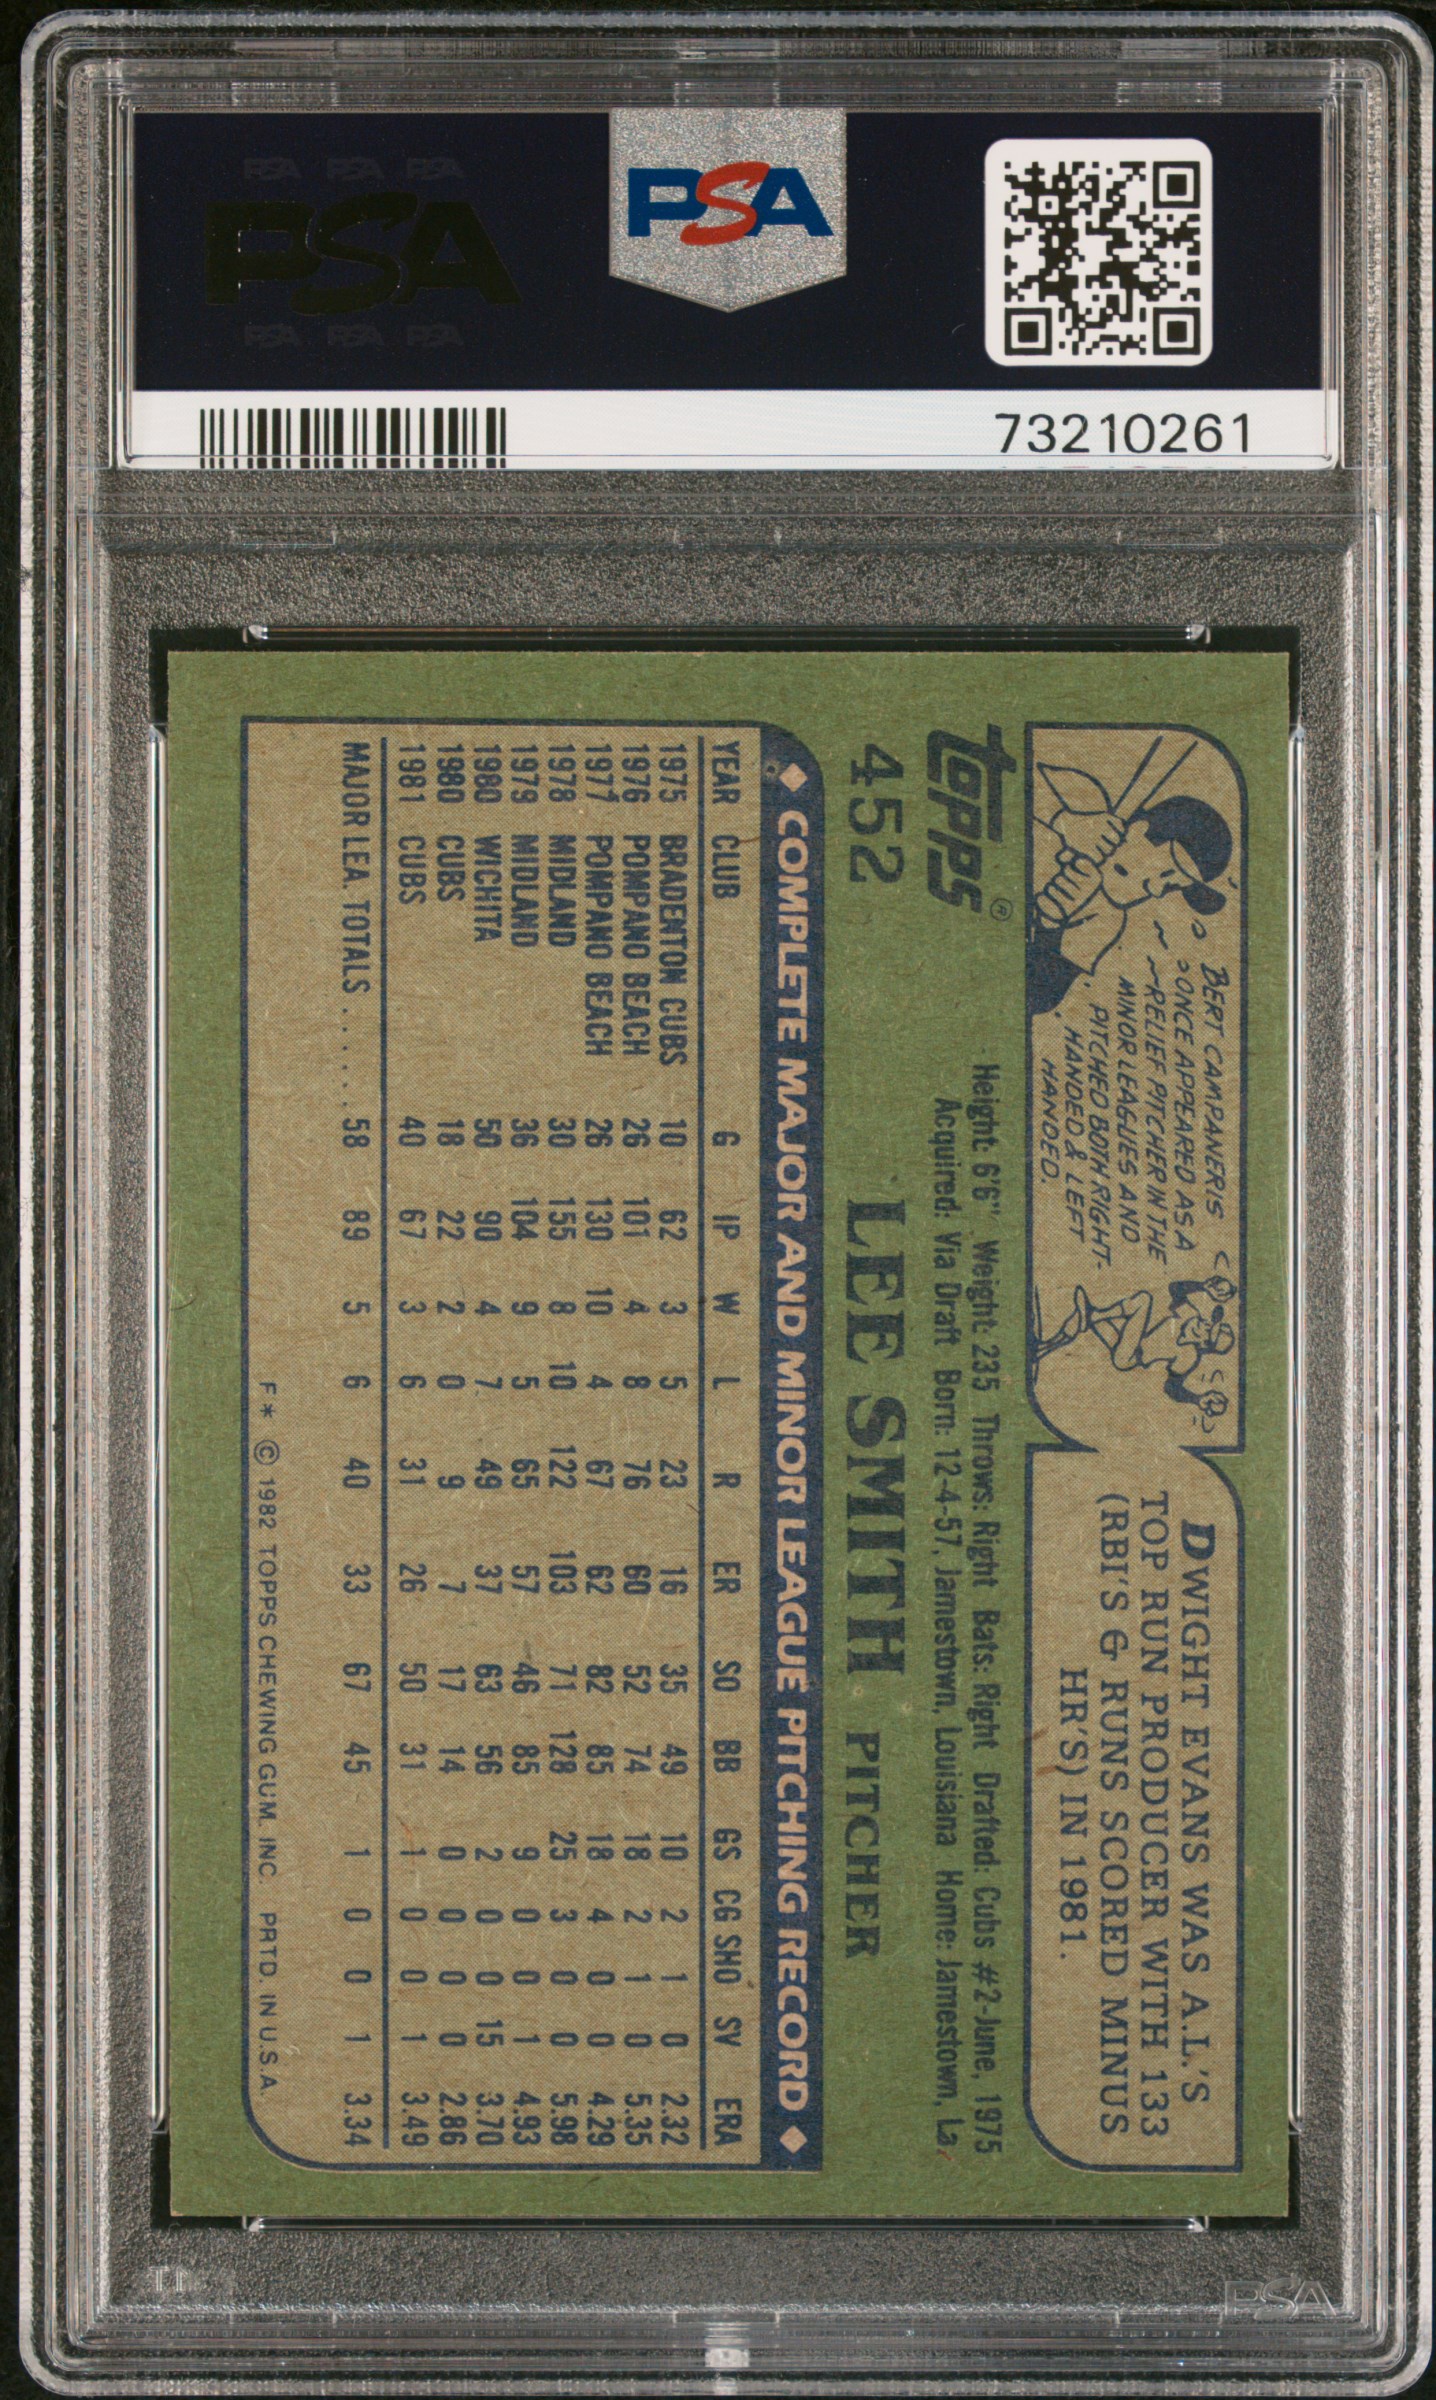 PSA PSA PSA
PSA
PSA PSA PSA
PSA
73210261
BERT CAMPANERIS
ONCE APPEARED AS A
RELIEF PITCHER IN THE
MINOR LEAGUES AND
PITCHED BOTH RIGHT-
HANDED & LEFT
HANDED.
DWIGHT EVANS WAS A.L.'S
TOP RUN PRODUCER WITH 133
(RBI'S & RUNS SCORED MINUS
HR'S) IN 1981.
topps®
452
Height: 6'6" Weight: 235 Throws: Right Bats: Right Drafted: Cubs #2-June, 1975
Acquired: Via Draft Born: 12-4-57, Jamestown, Louisiana Home: Jamestown, La.
LEE SMITH PITCHER
◆ COMPLETE MAJOR AND MINOR LEAGUE PITCHING RECORD ◆
YEAR CLUB G IP W L R ER SO BB GS CG SHO SV ERA
1975 BRADENTON CUBS 10 62 3 5 23 16 35 49 10 2 1 0 2.32
1976 POMPANO BEACH 26 101 4 8 76 60 52 74 18 2 1 0 5.35
1977 POMPANO BEACH 26 130 10 4 67 62 82 85 18 4 0 0 4.29
1978 MIDLAND 30 155 8 10 122 103 71 128 25 3 0 0 5.98
1979 MIDLAND 36 104 9 5 65 57 46 85 9 0 0 1 4.93
1980 WICHITA 50 90 4 7 49 37 63 56 2 0 0 15 3.70
1980 CUBS 18 22 2 0 9 7 17 14 0 0 0 0 2.86
1981 CUBS 40 67 3 6 31 26 50 31 1 0 0 1 3.49
MAJOR LEA. TOTALS...... 58 89 5 6 40 33 67 45 1 0 0 1 3.34
F* © 1982 TOPPS CHEWING GUM, INC. PRTD. IN U.S.A.
PSA